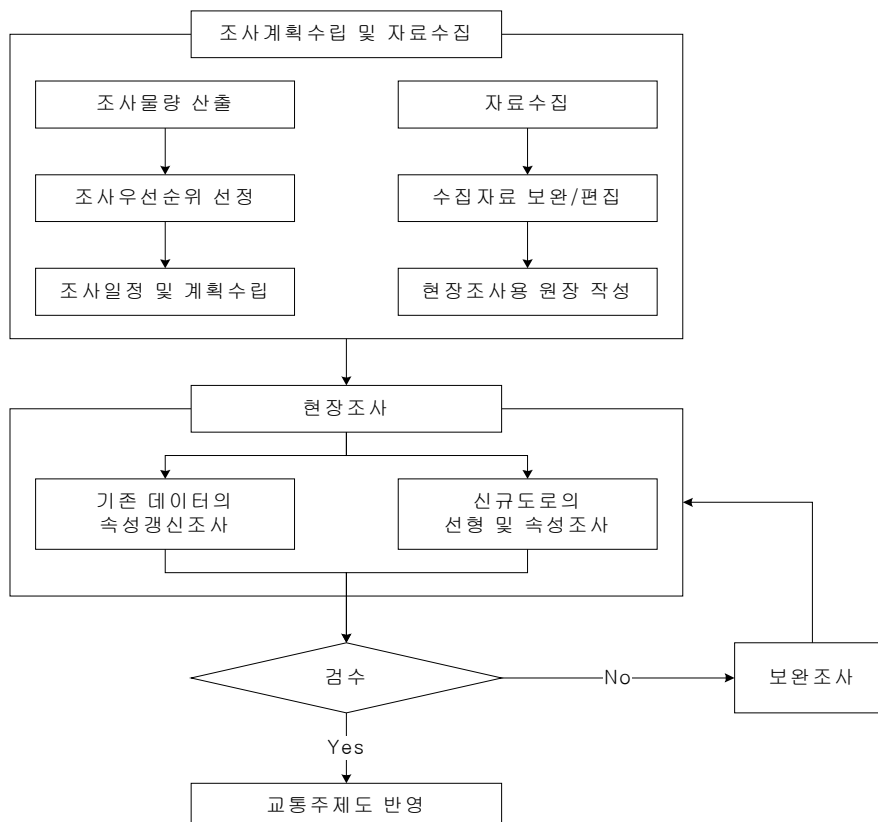 조사계획수립 및 자료수집
조사물량 산출
자료수집
조사우선순위 선정
수집자료 보완/편집
조사일정 및 계획수립
현장조사용 원장 작성
현장조사
기존 데이터의
속성갱신조사
신규도로의
선형 및 속성조사
검수
No
보완조사
Yes
교통주제도 반영